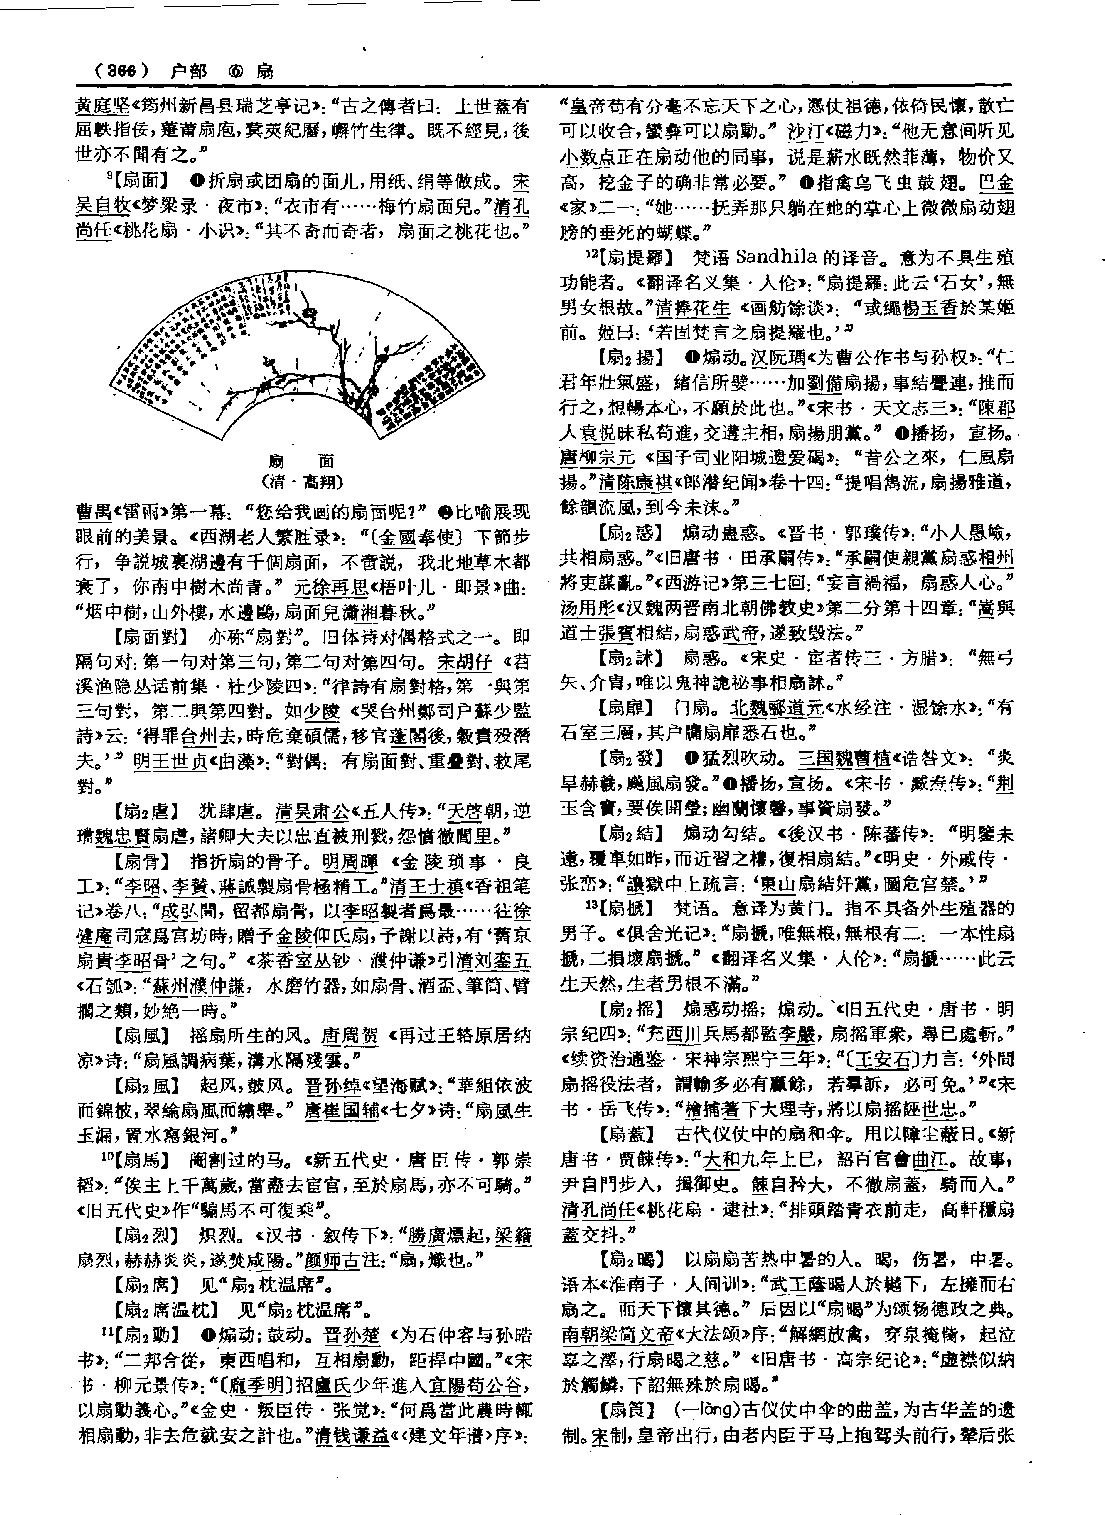 (366) 户部 ⑥ 扇
黄庭坚《筠州新昌县瑞芝亭记》：“古之傳者曰：上世蓋有
屈軼指佞，萐莆扇庖，蓂莢紀曆，嶰竹生律。既不經見，後
世亦不聞有之。”
⁹【扇面】 ❶折扇或团扇的面儿，用纸、绢等做成。宋
吴自牧《梦粱录·夜市》：“衣市有……梅竹扇面兒。”清孔
尚任《桃花扇·小识》：“其不奇而奇者，扇面之桃花也。”
扇 面
(清·高翔)
曹禺《雷雨》第一幕：“您给我画的扇面呢？”❷比喻展现
眼前的美景。《西湖老人繁胜录》：“〔金國奉使〕下節步
行，争説城裏湖邊有千個扇面，不曾説，我北地草木都
衰了，你南中樹木尚青。”元徐再思《梧叶儿·即景》曲：
“烟中樹，山外樓，水邊鷗，扇面兒瀟湘暮秋。”
【扇面對】 亦称“扇對”。旧体诗对偶格式之一。即
隔句对：第一句对第三句，第二句对第四句。宋胡仔《苕
溪渔隐丛话前集·杜少陵四》：“律詩有扇對格，第一與第
三句對，第二與第四對。如少陵《哭台州鄭司户蘇少監
詩》云：‘得罪台州去，時危棄碩儒，移官蓬閣後，穀貴殁潛
夫。’”明王世贞《曲藻》：“對偶：有扇面對、重疊對、救尾
對。”
【扇₂虐】 犹肆虐。清吴肃公《五人传》：“天啓朝，逆
璫魏忠賢扇虐，諸卿大夫以忠直被刑戮，怨憤徹閭里。”
【扇骨】 指折扇的骨子。明周暉《金陵琐事·良
工》：“李昭、李贊、蔣誠製扇骨極精工。”清王士禛《香祖笔
记》卷八：“成弘間，留都扇骨，以李昭製者爲最……往徐
健庵司寇爲宫坊時，贈予金陵仰氏扇，予謝以詩，有‘舊京
扇貴李昭骨’之句。”《茶香室丛钞·濮仲谦》引清刘銮五
《石瓠》：“蘇州濮仲謙，水磨竹器，如扇骨、酒盃、筆筒、臂
擱之類，妙絶一時。”
【扇風】 摇扇所生的风。唐周贺《再过王辂原居纳
凉》诗：“扇風調病葉，溝水隔殘雲。”
【扇₂風】 起风，鼓风。晋孙绰《望海赋》：“華組依波
而錦披，翠綸扇風而繡舉。”唐崔国辅《七夕》诗：“扇風生
玉漏，置水寫銀河。”
¹⁰【扇馬】 阉割过的马。《新五代史·唐臣传·郭崇
韬》：“俟主上千萬歲，當盡去宦官，至於扇馬，亦不可騎。”
《旧五代史》作“騸馬不可復乘”。
【扇₂烈】 炽烈。《汉书·叙传下》：“勝廣熛起，梁籍
扇烈，赫赫炎炎，遂焚咸陽。”颜师古注：“扇，熾也。”
【扇₂席】 见“扇₂枕温席”。
【扇₂席温枕】 见“扇₂枕温席”。
¹¹【扇₂動】 ❶煽动；鼓动。晋孙楚《为石仲容与孙晧
书》：“二邦合從，東西唱和，互相扇動，距捍中國。”《宋
书·柳元景传》：“〔龐季明〕招盧氏少年進入宜陽苟公谷，
以扇動義心。”《金史·叛臣传·张觉》：“何爲當此農時輒
相扇動，非去危就安之計也。”清钱谦益《〈建文年谱〉序》：
“皇帝苟有分毫不忘天下之心，憑仗祖德，依倚民懷，散亡
可以收合，蠻彝可以扇動。”沙汀《磁力》：“他无意间听见
小数点正在扇动他的同事，说是薪水既然菲薄，物价又
高，挖金子的确非常必要。”❷指禽鸟飞虫鼓翅。巴金
《家》二一：“她……抚弄那只躺在她的掌心上微微扇动翅
膀的垂死的蝴蝶。”
¹²【扇提羅】 梵语 Sandhila 的译音。意为不具生殖
功能者。《翻译名义集·人伦》：“扇提羅：此云‘石女’，無
男女根故。”清捧花生《画舫馀谈》：“或繩楊玉香於某姬
前。姬曰：‘若固梵言之扇提羅也。’”
【扇₂揚】 ❶煽动。汉阮瑀《为曹公作书与孙权》：“仁
君年壯氣盛，緒信所嬖……加劉備扇揚，事結釁連，推而
行之，想暢本心，不願於此也。”《宋书·天文志三》：“陳郡
人袁悦昧私苟進，交遘主相，扇揚朋黨。”❷播扬，宣扬。
唐柳宗元《国子司业阳城遗爱碣》：“昔公之來，仁風扇
揚。”清陈康祺《郎潜纪闻》卷十四：“提唱雋流，扇揚雅道，
餘韻流風，到今未沫。”
【扇₂惑】 煽动蛊惑。《晋书·郭璞传》：“小人愚嶮，
共相扇惑。”《旧唐书·田承嗣传》：“承嗣使親黨扇惑相州
將吏謀亂。”《西游记》第三七回：“妄言禍福，扇惑人心。”
汤用彤《汉魏两晋南北朝佛教史》第二分第十四章：“嵩與
道士張賓相結，扇惑武帝，遂致毁法。”
【扇₂訹】 扇惑。《宋史·宦者传三·方腊》：“無弓
矢、介胄，唯以鬼神詭祕事相扇訹。”
【扇扉】 门扇。北魏郦道元《水经注·湿馀水》：“有
石室三層，其户牖扇扉悉石也。”
【扇₂發】 ❶猛烈吹动。三国魏曹植《诰咎文》：“炎
旱赫羲，飚風扇發。”❷播扬，宣扬。《宋书·臧焘传》：“荆
玉含寶，要俟開瑩；幽蘭懷馨，事資扇發。”
【扇₂結】 煽动勾结。《後汉书·陈蕃传》：“明鑒未
遠，覆車如昨，而近習之權，復相扇結。”《明史·外戚传·
张峦》：“讓獄中上疏言：‘東山扇結奸黨，圖危宫禁。’”
¹³【扇搋】 梵语。意译为黄门。指不具备外生殖器的
男子。《俱舍光记》：“扇搋，唯無根，無根有二：一本性扇
搋，二損壞扇搋。”《翻译名义集·人伦》：“扇搋……此云
生天然，生者男根不滿。”
【扇₂摇】 煽惑动摇；煽动。《旧五代史·唐书·明
宗纪四》：“充西川兵馬都監李嚴，扇摇軍衆，尋已處斬。”
《续资治通鉴·宋神宗熙宁三年》：“〔王安石〕力言：‘外間
扇摇役法者，謂輸多必有贏餘，若羣訴，必可免。’”《宋
书·岳飞传》：“檜捕著下大理寺，將以扇摇誣世忠。”
【扇蓋】 古代仪仗中的扇和伞。用以障尘蔽日。《新
唐书·贾餗传》：“大和九年上巳，詔百官會曲江。故事，
尹自門步入，揖御史。餗自矜大，不徹扇蓋，騎而入。”
清孔尚任《桃花扇·逮社》：“排頭踏青衣前走，高軒穩扇
蓋交抖。”
【扇₂暍】 以扇扇苦热中暑的人。暍，伤暑，中暑。
语本《淮南子·人间训》：“武王蔭暍人於樾下，左擁而右
扇之。而天下懷其德。”后因以“扇暍”为颂扬德政之典。
南朝梁简文帝《大法颂》序：“解網放禽，穿泉掩胔，起泣
辜之澤，行扇暍之慈。”《旧唐书·高宗纪论》：“虚襟似納
於觸鱗，下詔無殊於扇暍。”
【扇筤】 (—lǒng)古仪仗中伞的曲盖，为古华盖的遗
制。宋制，皇帝出行，由老内臣于马上抱驾头前行，辇后张